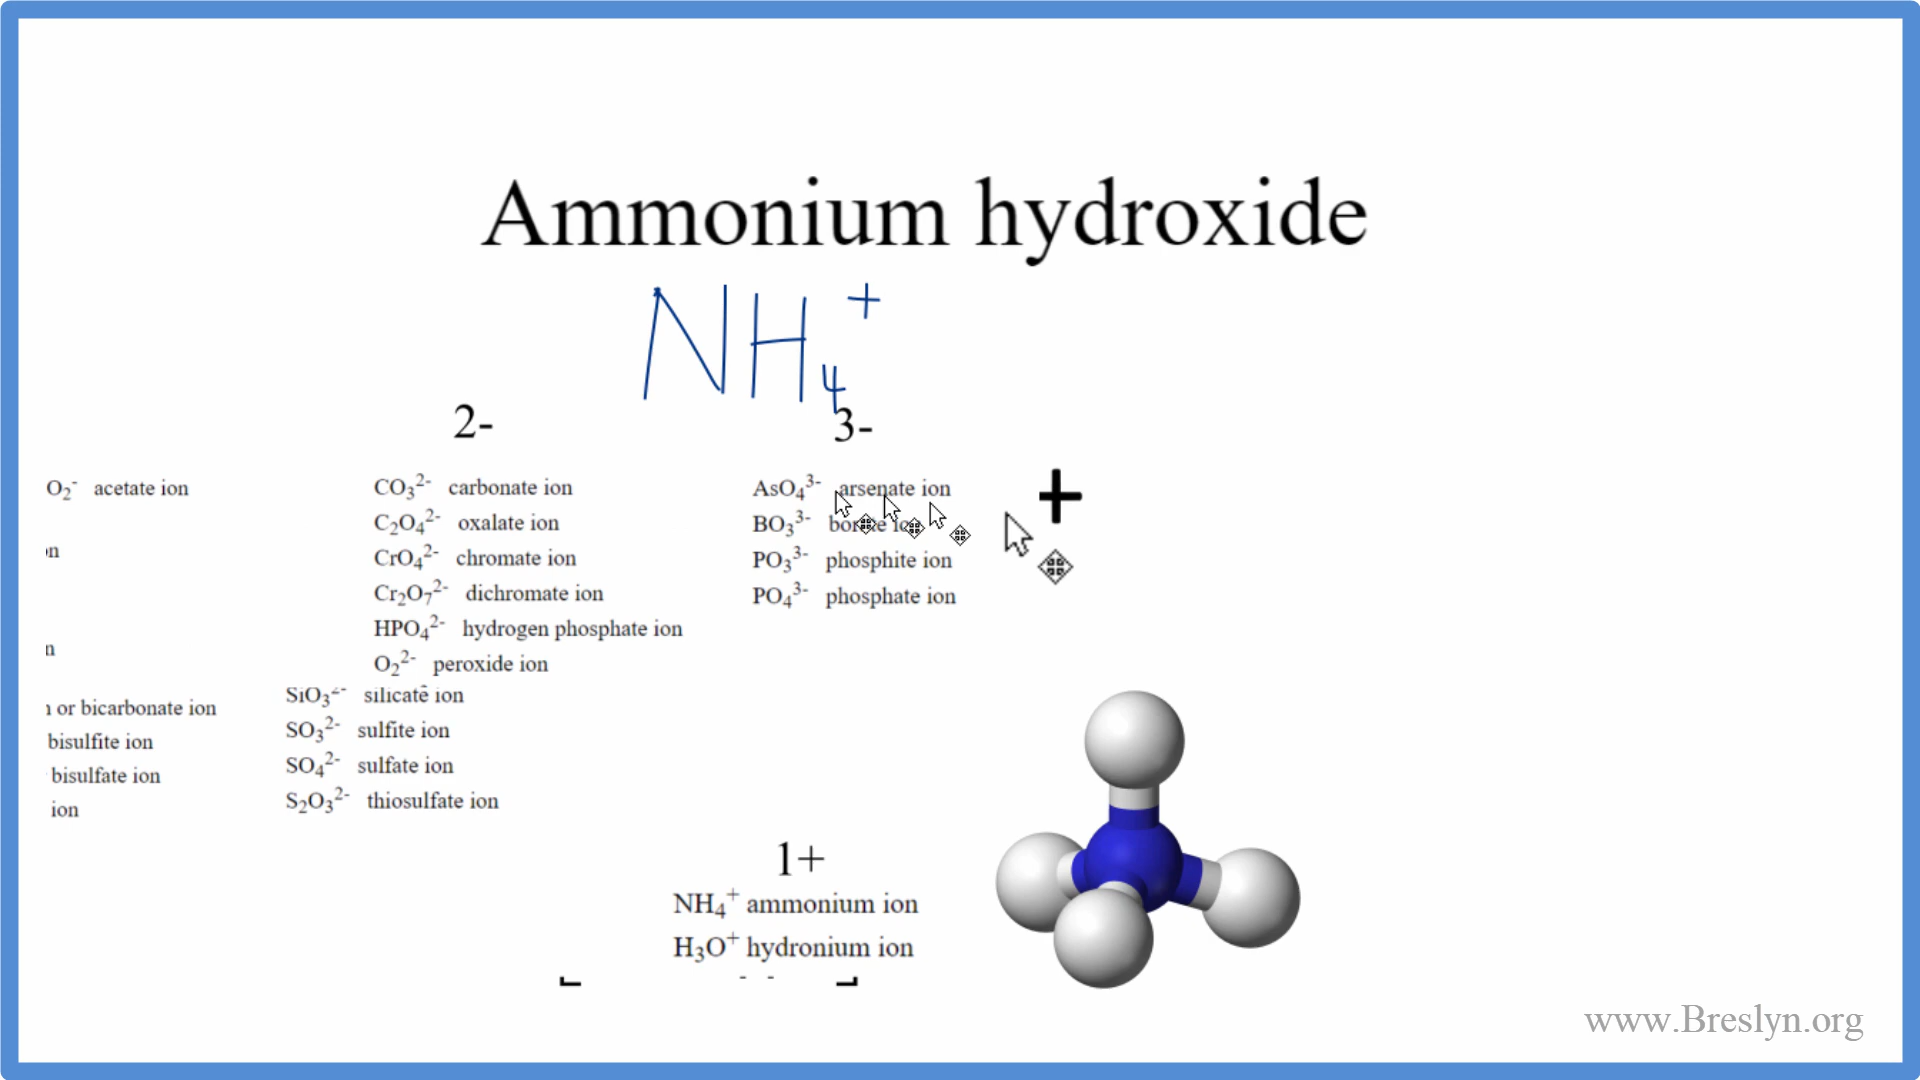 Ammonium hydroxide
NH₄⁺
2-
3-
O₂⁻ acetate ion
CO₃²⁻ carbonate ion
AsO₄³⁻ arsenate ion
+
C₂O₄²⁻ oxalate ion
BO₃³⁻
n
CrO₄²⁻ chromate ion
PO₃³⁻ phosphite ion
Cr₂O₇²⁻ dichromate ion
PO₄³⁻ phosphate ion
HPO₄²⁻ hydrogen phosphate ion
n
O₂²⁻ peroxide ion
SiO₃²⁻ silicate ion
or bicarbonate ion
SO₃²⁻ sulfite ion
bisulfite ion
SO₄²⁻ sulfate ion
bisulfate ion
S₂O₃²⁻ thiosulfate ion
ion
1+
NH₄⁺ ammonium ion
H₃O⁺ hydronium ion
www.Breslyn.org